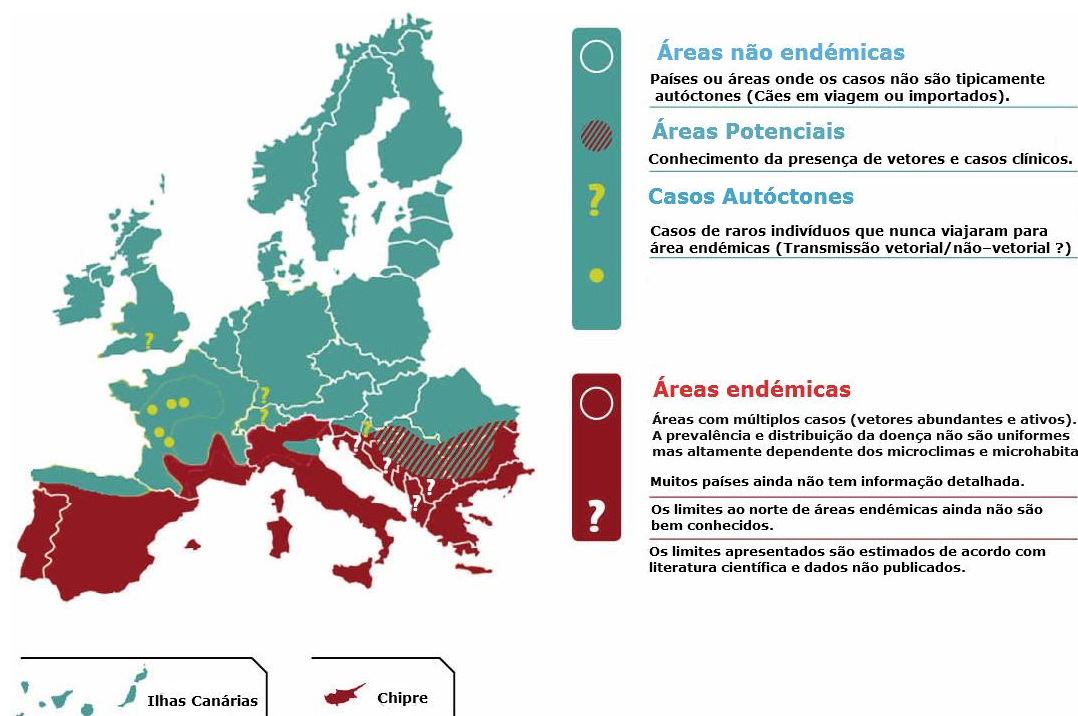 Áreas não endémicas
Países ou áreas onde os casos não são tipicamente
autóctones (Cães em viagem ou importados).
Áreas Potenciais
Conhecimento da presença de vetores e casos clínicos.
?
Casos Autóctones
Casos de raros indivíduos que nunca viajaram para
área endémicas (Transmissão vetorial/não–vetorial ?)
?
?
?
?
?
?
?
?
Áreas endémicas
Áreas com múltiplos casos (vetores abundantes e ativos).
A prevalência e distribuição da doença não são uniformes
mas altamente dependente dos microclimas e microhabita
Muitos países ainda não tem informação detalhada.
?
Os limites ao norte de áreas endémicas ainda não são
bem conhecidos.
Os limites apresentados são estimados de acordo com
literatura científica e dados não publicados.
Ilhas Canárias
Chipre